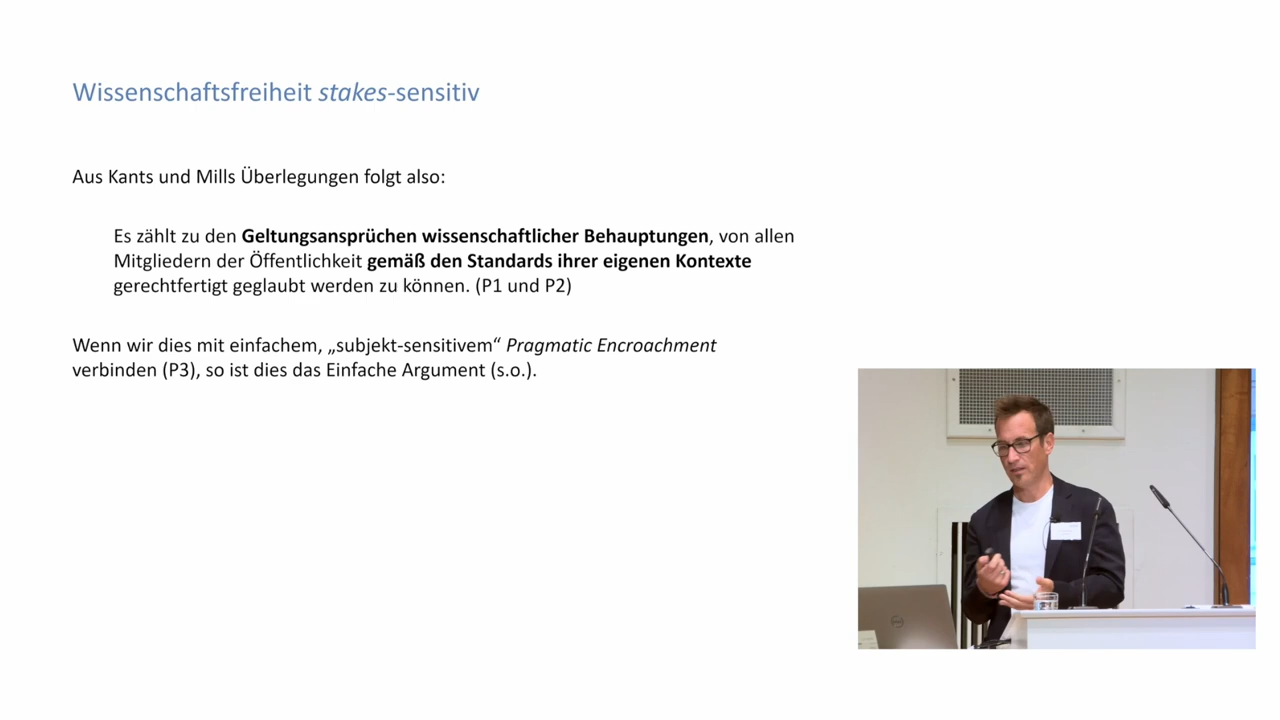 Wissenschaftsfreiheit stakes-sensitiv
Aus Kants und Mills Überlegungen folgt also:
Es zählt zu den Geltungsansprüchen wissenschaftlicher Behauptungen, von allen
Mitgliedern der Öffentlichkeit gemäß den Standards ihrer eigenen Kontexte
gerechtfertigt geglaubt werden zu können. (P1 und P2)
Wenn wir dies mit einfachem, „subjekt-sensitivem“ Pragmatic Encroachment
verbinden (P3), so ist dies das Einfache Argument (s.o.).